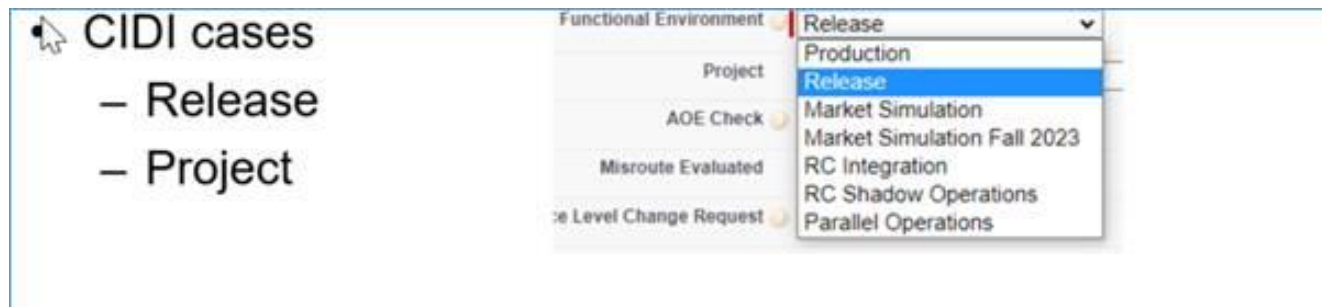 CIDI cases
– Release
– Project
Functional Environment Release
Production
Project
Release
AOE Check
Market Simulation
Market Simulation Fall 2023
Misroute Evaluated
RC Integration
RC Shadow Operations
Level Change Request
Parallel Operations